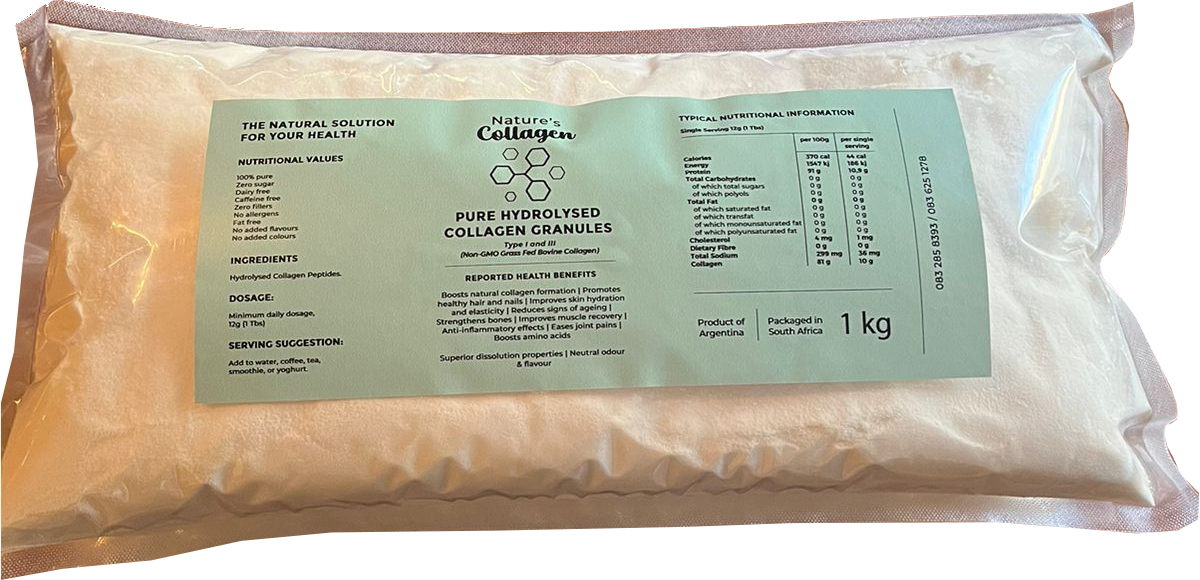 THE NATURAL SOLUTION
FOR YOUR HEALTH
NUTRITIONAL VALUES
100% pure
Zero sugar
Dairy free
Caffeine free
Zero fillers
No allergens
Fat free
No added flavours
No added colours
INGREDIENTS
Hydrolysed Collagen Peptides.
DOSAGE:
Minimum daily dosage,
12g (1 Tbs)
SERVING SUGGESTION:
Add to water, coffee, tea,
smoothie, or yoghurt.
Nature's
Collagen
PURE HYDROLYSED
COLLAGEN GRANULES
Type I and III
(Non-GMO Grass Fed Bovine Collagen)
REPORTED HEALTH BENEFITS
Boosts natural collagen formation | Promotes
healthy hair and nails | Improves skin hydration
and elasticity | Reduces signs of ageing |
Strengthens bones | Improves muscle recovery |
Anti-inflammatory effects | Eases joint pains |
Boosts amino acids
Superior dissolution properties | Neutral odour
& flavour
TYPICAL NUTRITIONAL INFORMATION
Single Serving 12g (1 Tbs)
per 100g per single
serving
Calories 370 cal 44 cal
Energy 1547 kj 186 kj
Protein 91 g 10,9 g
Total Carbohydrates 0 g 0 g
of which total sugars 0 g 0 g
of which polyols 0 g 0 g
Total Fat 0 g 0 g
of which saturated fat 0 g 0 g
of which transfat 0 g 0 g
of which monounsaturated fat 0 g 0 g
of which polyunsaturated fat 0 g 0 g
Cholesterol 4 mg 1 mg
Dietary Fibre 0 g 0 g
Total Sodium 299 mg 36 mg
Collagen 81 g 10 g
Product of
Argentina
Packaged in
South Africa
1 kg
083 285 8393 / 083 625 1278